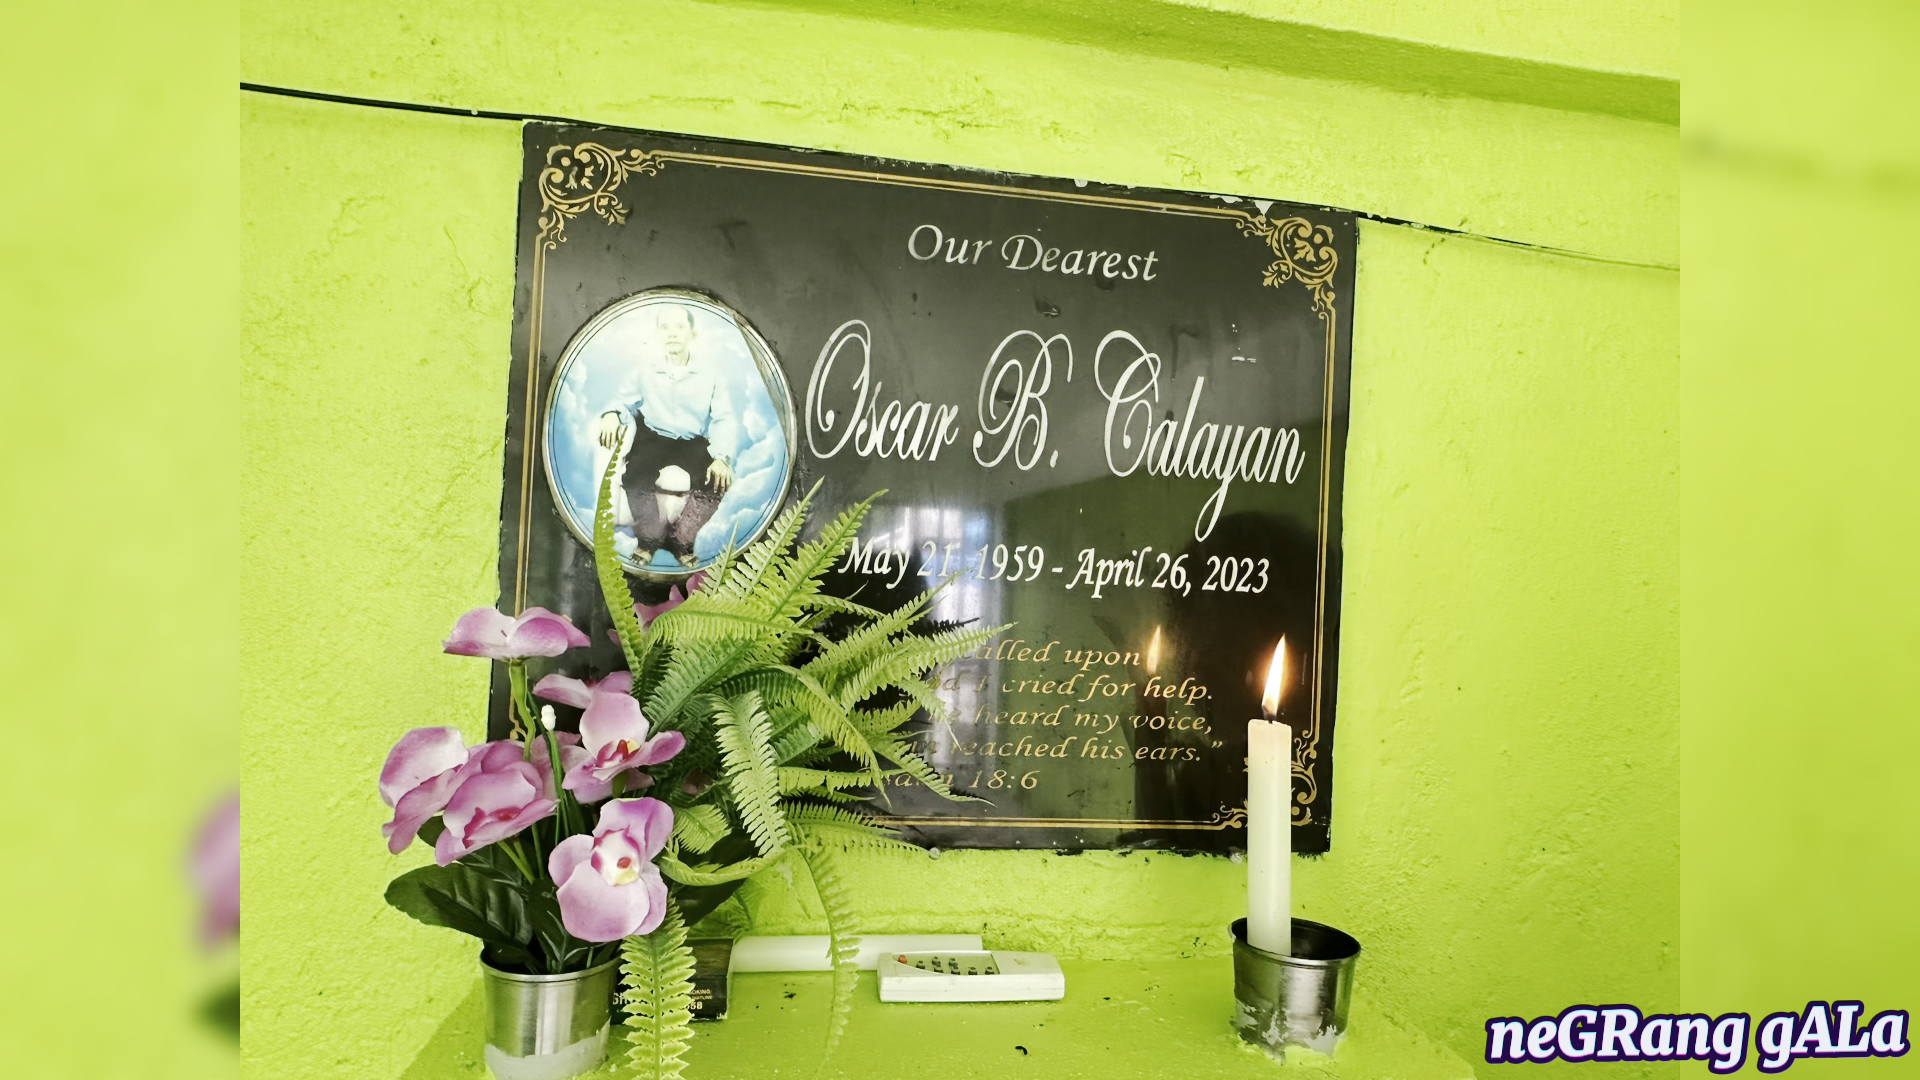 Our Dearest
Oscar B. Calayan
May 21, 1959 - April 26, 2023
upon
cried for help.
heard my voice,
reached his ears."
18:6
neGRang gALa